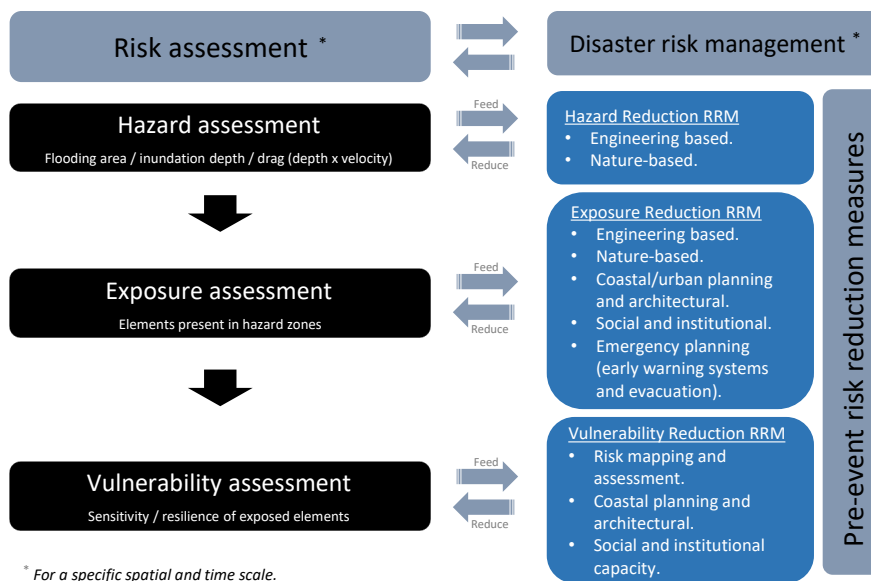 Risk assessment *
Disaster risk management *
Hazard assessment
Flooding area / inundation depth / drag (depth x velocity)
Feed
Reduce
Hazard Reduction RRM
• Engineering based.
• Nature-based.
Exposure assessment
Elements present in hazard zones
Feed
Reduce
Exposure Reduction RRM
• Engineering based.
• Nature-based.
• Coastal/urban planning
and architectural.
• Social and institutional.
• Emergency planning
(early warning systems
and evacuation).
Vulnerability assessment
Sensitivity / resilience of exposed elements
Feed
Reduce
Vulnerability Reduction RRM
• Risk mapping and
assessment.
• Coastal planning and
architectural.
• Social and institutional
capacity.
Pre-event risk reduction measures
* For a specific spatial and time scale.